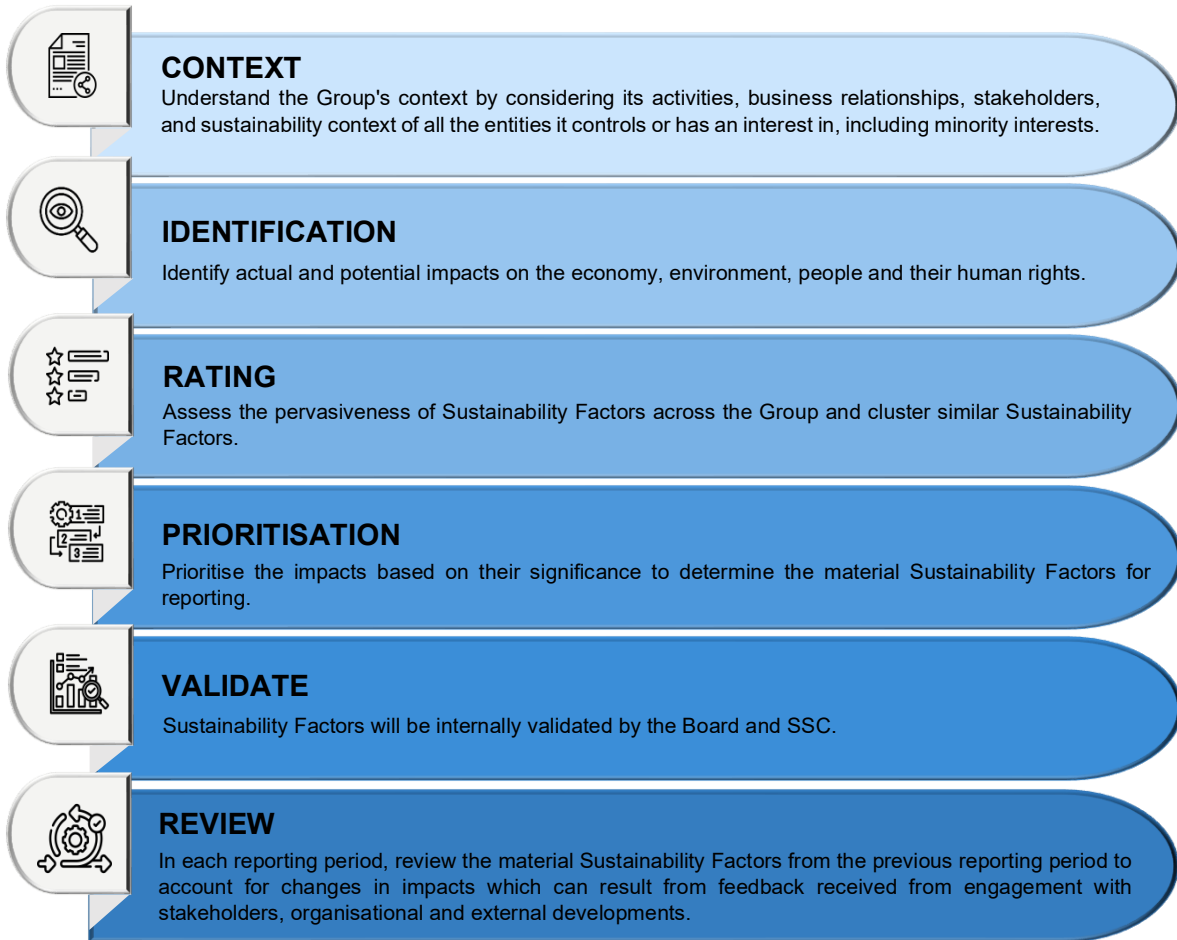 CONTEXT
Understand the Group's context by considering its activities, business relationships, stakeholders,
and sustainability context of all the entities it controls or has an interest in, including minority interests.
IDENTIFICATION
Identify actual and potential impacts on the economy, environment, people and their human rights.
RATING
Assess the pervasiveness of Sustainability Factors across the Group and cluster similar Sustainability
Factors.
1
2
3
PRIORITISATION
Prioritise the impacts based on their significance to determine the material Sustainability Factors for
reporting.
VALIDATE
Sustainability Factors will be internally validated by the Board and SSC.
REVIEW
In each reporting period, review the material Sustainability Factors from the previous reporting period to
account for changes in impacts which can result from feedback received from engagement with
stakeholders, organisational and external developments.